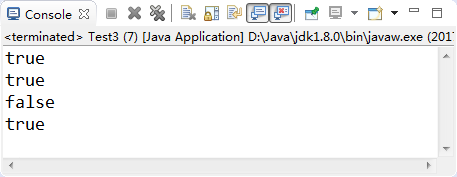 Console
<terminated> Test3 (7) [Java Application] D:\Java\jdk1.8.0\bin\javaw.exe (201
true
true
false
true